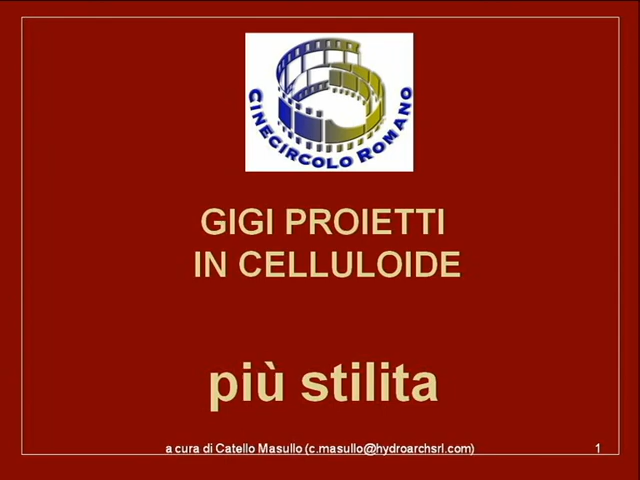 CINECIRCOLO ROMANO
GIGI PROIETTI
IN CELLULOIDE
più stilita
a cura di Catello Masullo (c.masullo@hydroarchsrl.com)
1